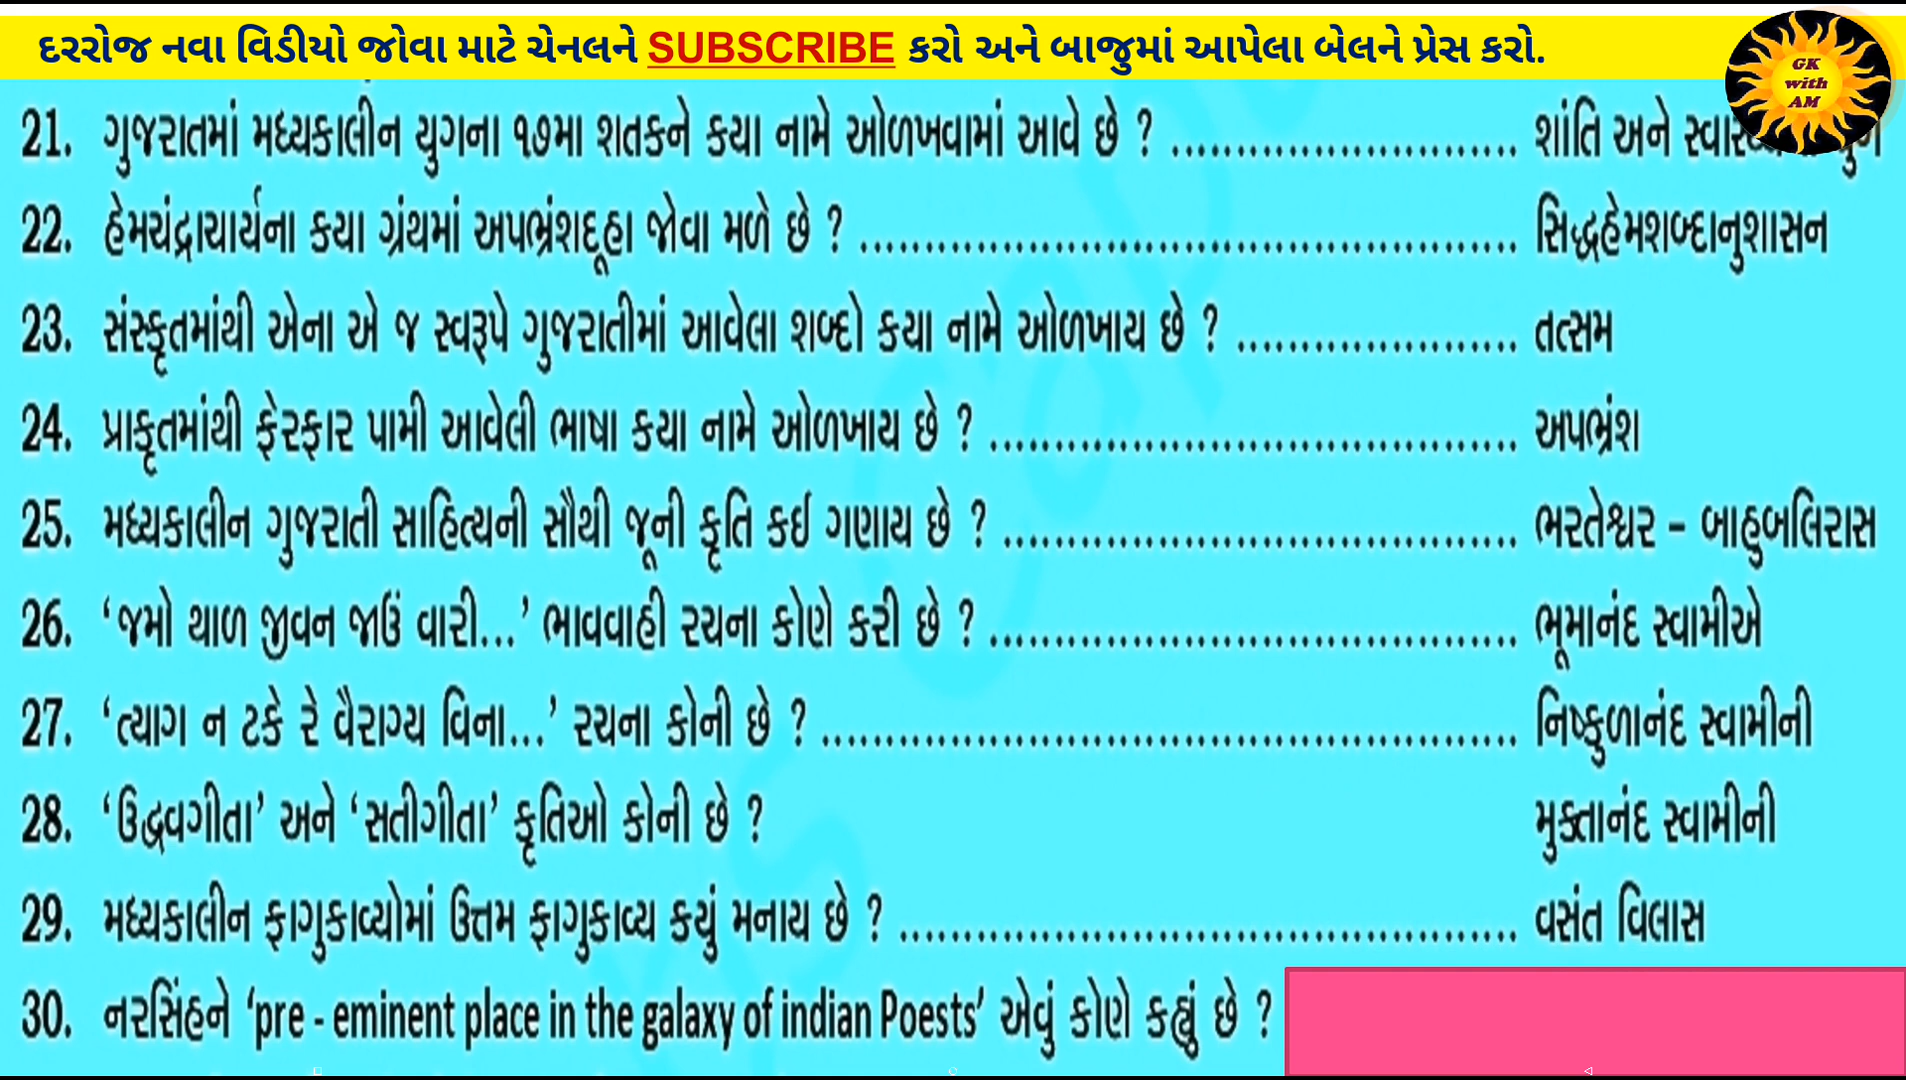 દરરોજ નવા વિડીયો જોવા માટે ચેનલને SUBSCRIBE કરો અને બાજુમાં આપેલા બેલને પ્રેસ કરો.
GK
with
AM
21. ગુજરાતમાં મધ્યકાલીન યુગના ૧૭મા શતકને કયા નામે ઓળખવામાં આવે છે ? ........................... શાંતિ અને
22. હેમચંદ્રાચાર્યના કયા ગ્રંથમાં અપભ્રંશદૂહા જોવા મળે છે ? ................................................... સિદ્ધહેમશબ્દાનુશાસન
23. સંસ્કૃતમાંથી એના એ જ સ્વરૂપે ગુજરાતીમાં આવેલા શબ્દો કયા નામે ઓળખાય છે ? ...................... તત્સમ
24. પ્રાકૃતમાંથી ફેરફાર પામી આવેલી ભાષા કયા નામે ઓળખાય છે ? ......................................... અપભ્રંશ
25. મધ્યકાલીન ગુજરાતી સાહિત્યની સૌથી જૂની કૃતિ કઈ ગણાય છે ? ........................................ ભરતેશ્વર – બાહુબલિરાસ
26. ‘જમો થાળ જીવન જાઉં વારી...’ ભાવવાહી રચના કોણે કરી છે ? ......................................... ભૂમાનંદ સ્વામીએ
27. ‘ત્યાગ ન ટકે રે વૈરાગ્ય વિના...’ રચના કોની છે ? ...................................................... નિષ્કુળાનંદ સ્વામીની
28. ‘ઉદ્ધવગીતા’ અને ‘સતીગીતા’ કૃતિઓ કોની છે ? મુક્તાનંદ સ્વામીની
29. મધ્યકાલીન ફાગુકાવ્યોમાં ઉત્તમ ફાગુકાવ્ય કયું મનાય છે ? ................................................ વસંત વિલાસ
30. નરસિંહને ‘pre - eminent place in the galaxy of indian Poests’ એવું કોણે કહ્યું છે ?